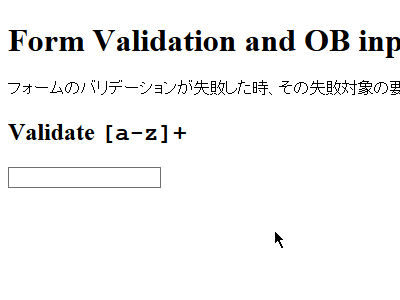 Form Validation and OB inp
フォームのバリデーションが失敗した時、その失敗対象の要
Validate [a-z]+